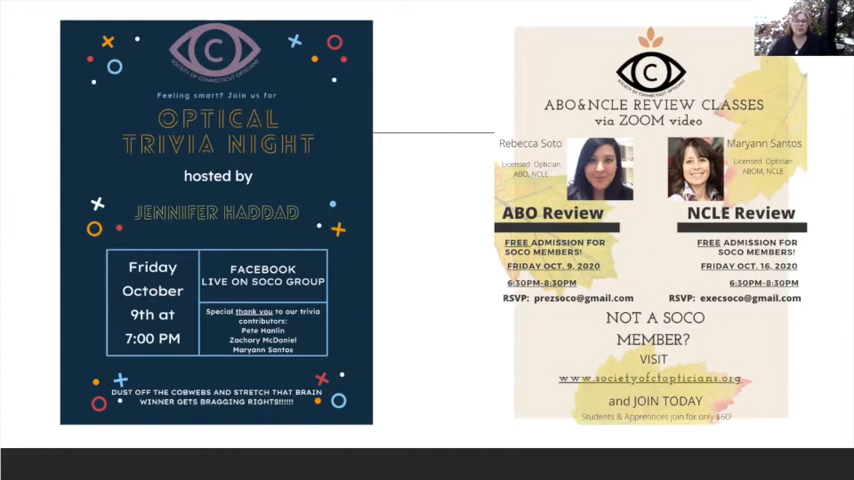 C
SOCIETY OF CONNECTICUT OPTICIANS
Feeling smart? Join us for
OPTICAL
TRIVIA NIGHT
hosted by
JENNIFER HADDAD
Friday
October
9th at
7:00 PM
FACEBOOK
LIVE ON SOCO GROUP
Special thank you to our trivia
contributors:
Pete Hanlin
Zachary McDaniel
Maryann Santos
DUST OFF THE COBWEBS AND STRETCH THAT BRAIN
WINNER GETS BRAGGING RIGHTS!!!!!!
C
SOCIETY OF CONNECTICUT OPTICIANS
ABO&NCLE REVIEW CLASSES
via ZOOM video
Rebecca Soto
Licensed Optician
ABO, NCLE
ABO Review
FREE ADMISSION FOR
SOCO MEMBERS!
FRIDAY OCT. 9, 2020
6:30PM-8:30PM
RSVP: prezsoco@gmail.com
Maryann Santos
Licensed Optician
ABOM, NCLE
NCLE Review
FREE ADMISSION FOR
SOCO MEMBERS!
FRIDAY OCT. 16, 2020
6:30PM-8:30PM
RSVP: execsoco@gmail.com
NOT A SOCO
MEMBER?
VISIT
www.societyofctopticians.org
and JOIN TODAY
Students & Apprentices join for only $60!